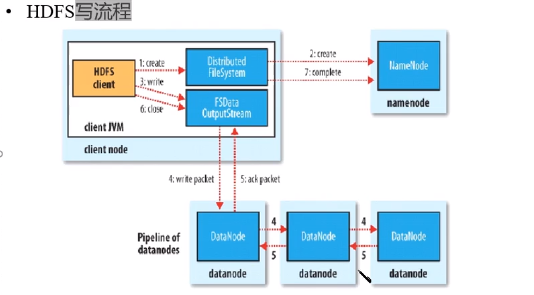 • HDFS写流程
1: create
2: create
3: write
7: complete
6: close
HDFS
client
Distributed
FileSystem
FSData
OutputStream
NameNode
namenode
client JVM
client node
4: write packet
5: ack packet
Pipeline of
datanodes
DataNode
4
DataNode
4
DataNode
5
5
datanode
datanode
datanode